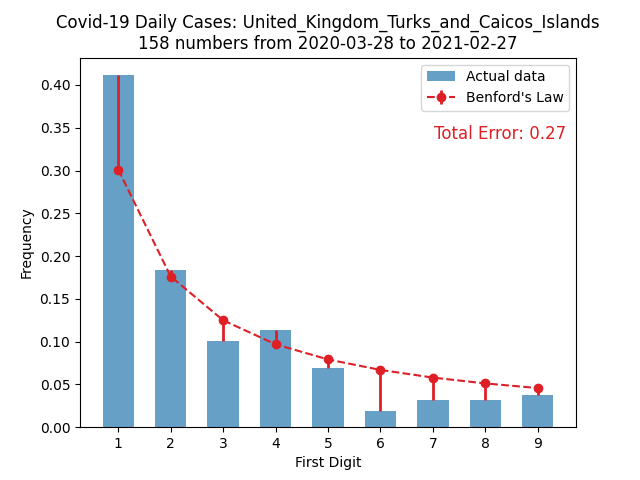 Covid-19 Daily Cases: United_Kingdom_Turks_and_Caicos_Islands
158 numbers from 2020-03-28 to 2021-02-27
Actual data
Benford's Law
Total Error: 0.27
Frequency
0.40
0.35
0.30
0.25
0.20
0.15
0.10
0.05
0.00
1 2 3 4 5 6 7 8 9
First Digit